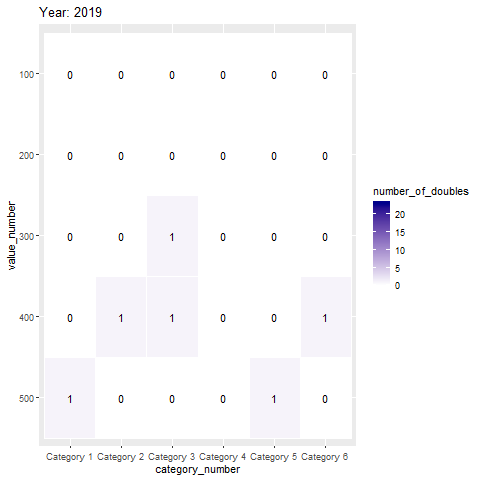 Year: 2019
value_number
100 0 0 0 0 0 0
200 0 0 0 0 0 0
300 0 0 1 0 0 0
400 0 1 1 0 0 1
500 1 0 0 0 1 0
Category 1 Category 2 Category 3 Category 4 Category 5 Category 6
category_number
number_of_doubles
20
15
10
5
0